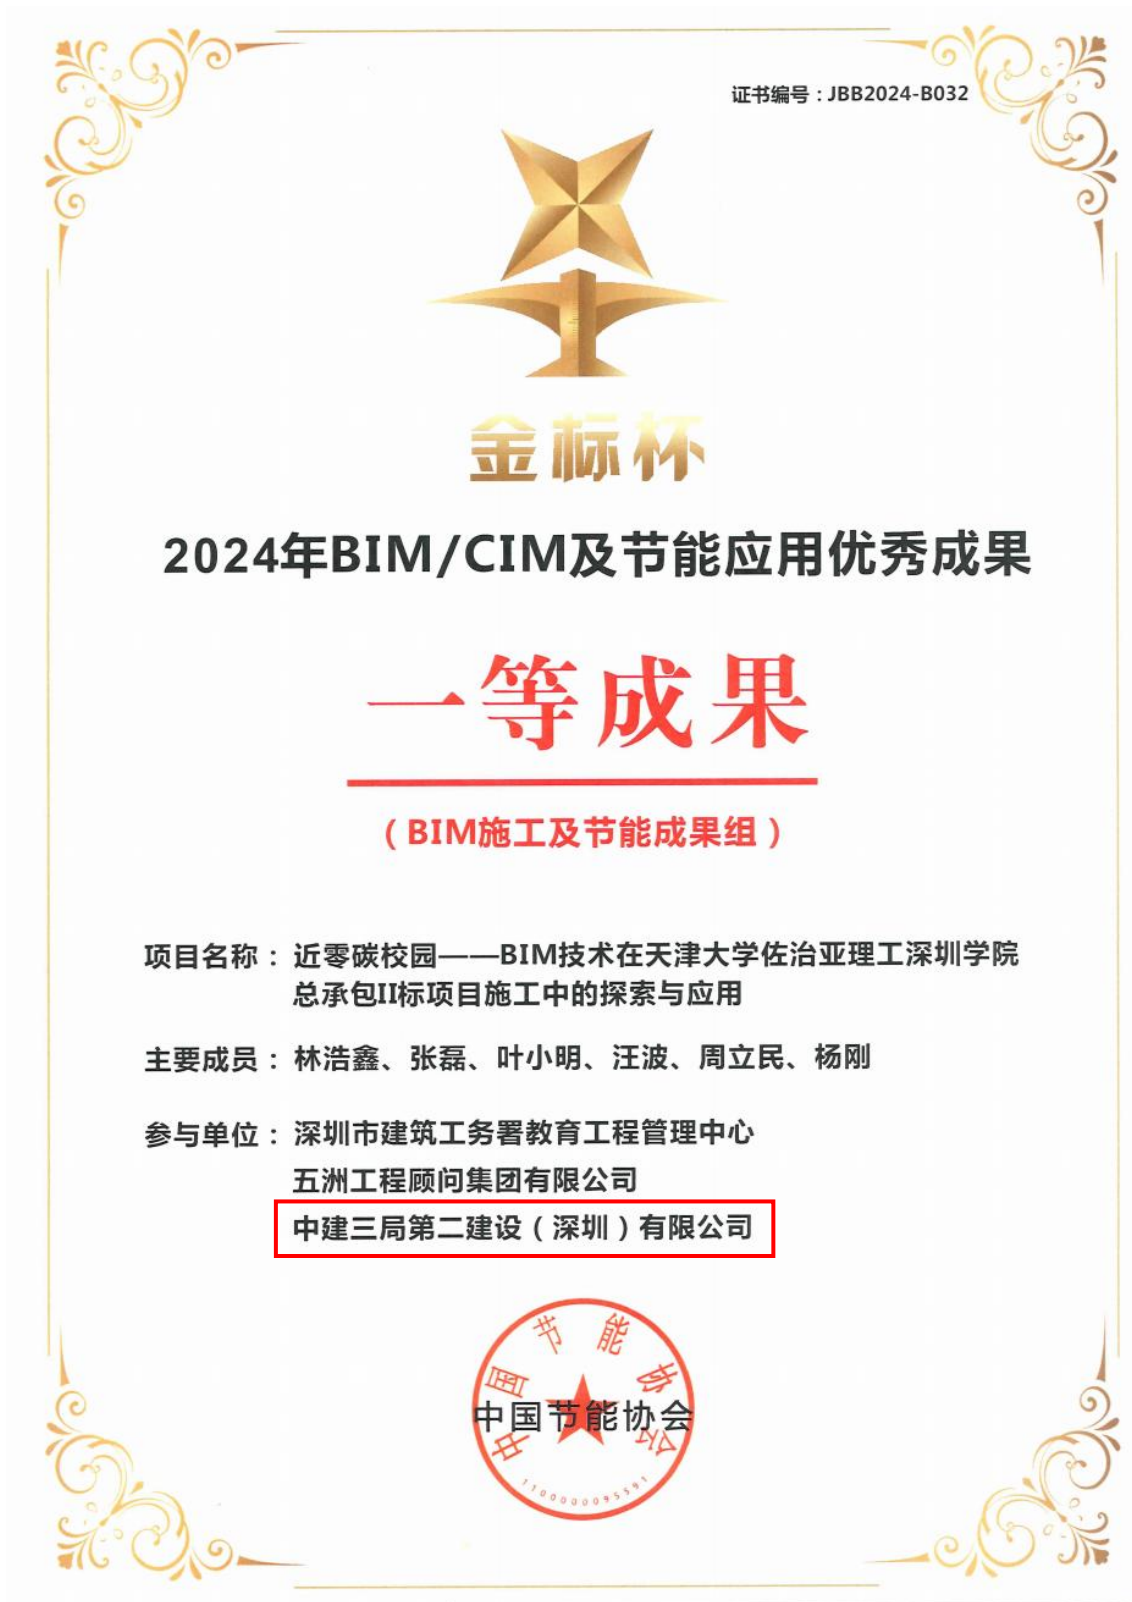 证书编号：JBB2024-B032
金标杯
2024年BIM/CIM及节能应用优秀成果
一等成果
（BIM施工及节能成果组）
项目名称：近零碳校园——BIM技术在天津大学佐治亚理工深圳学院
总承包II标项目施工中的探索与应用
主要成员：林浩鑫、张磊、叶小明、汪波、周立民、杨刚
参与单位：深圳市建筑工务署教育工程管理中心
五洲工程顾问集团有限公司
中建三局第二建设（深圳）有限公司
中国节能协会
中国节能协会
1100000095591